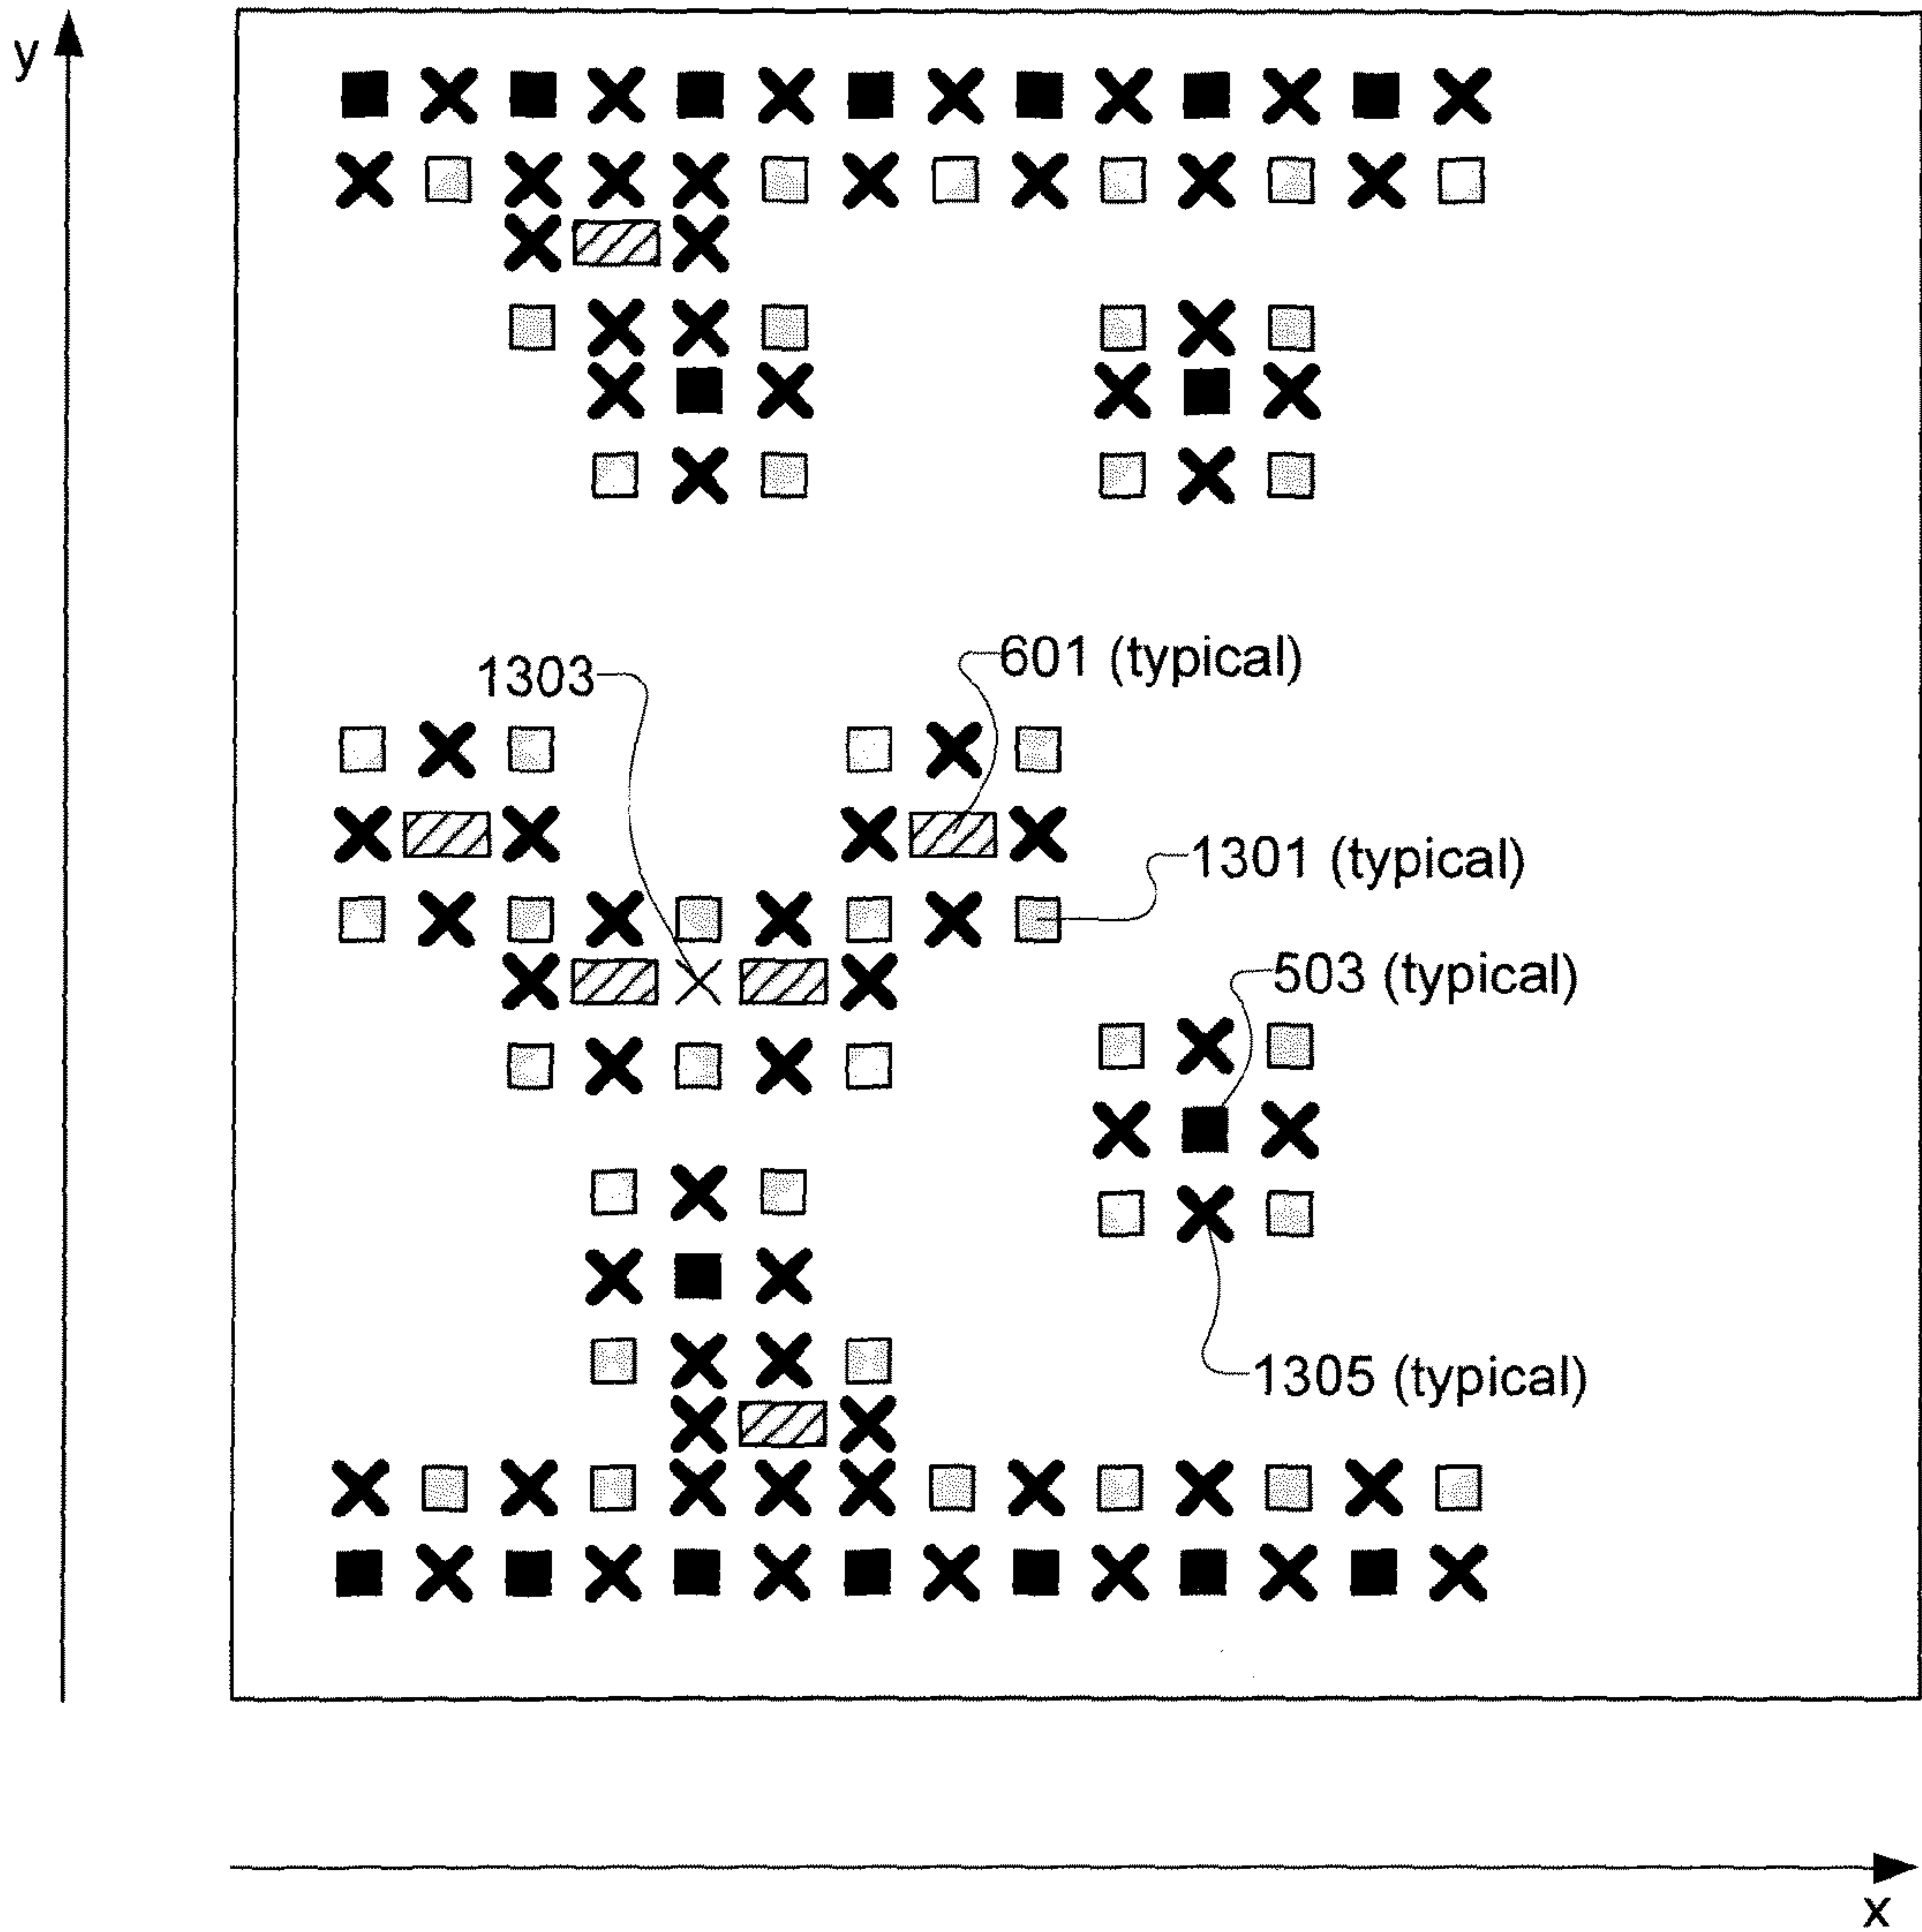 y
601 (typical)
1303
1301 (typical)
503 (typical)
1305 (typical)
x